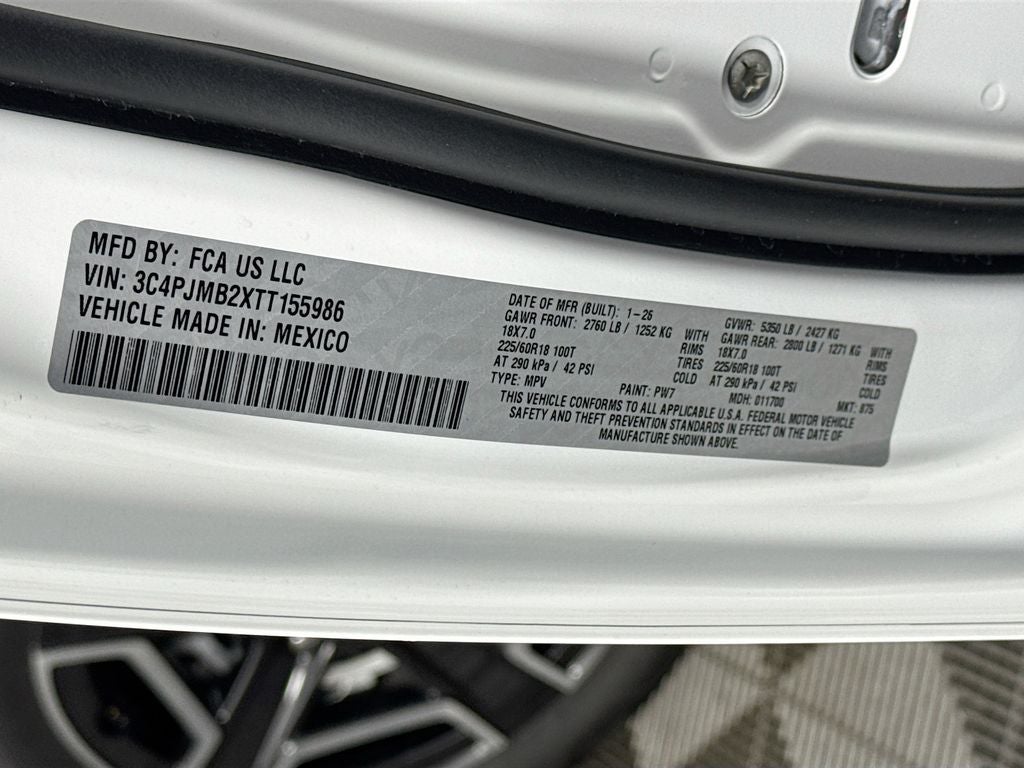 MFD BY: FCA US LLC
VIN: 3C4PJMB2XTT155986
VEHICLE MADE IN: MEXICO
DATE OF MFR (BUILT): 1-26
GAWR FRONT: 2760 LB / 1252 KG WITH
18X7.0 RIMS
225/60R18 100T TIRES
AT 290 kPa / 42 PSI COLD
TYPE: MPV PAINT: PW7
GVWR: 5350 LB / 2427 KG
GAWR REAR: 2800 LB / 1271 KG WITH
18X7.0 RIMS
225/60R18 100T TIRES
AT 290 kPa / 42 PSI COLD
MDH: 011700 MKT: 875
THIS VEHICLE CONFORMS TO ALL APPLICABLE U.S.A. FEDERAL MOTOR VEHICLE
SAFETY AND THEFT PREVENTION STANDARDS IN EFFECT ON THE DATE OF
MANUFACTURE SHOWN ABOVE.